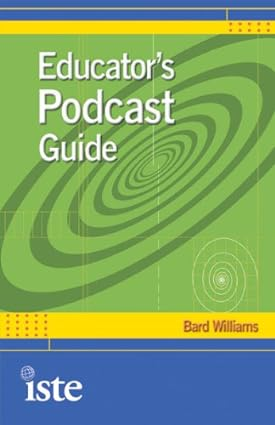 Educator's
Podcast
Guide
Bard Williams
iste